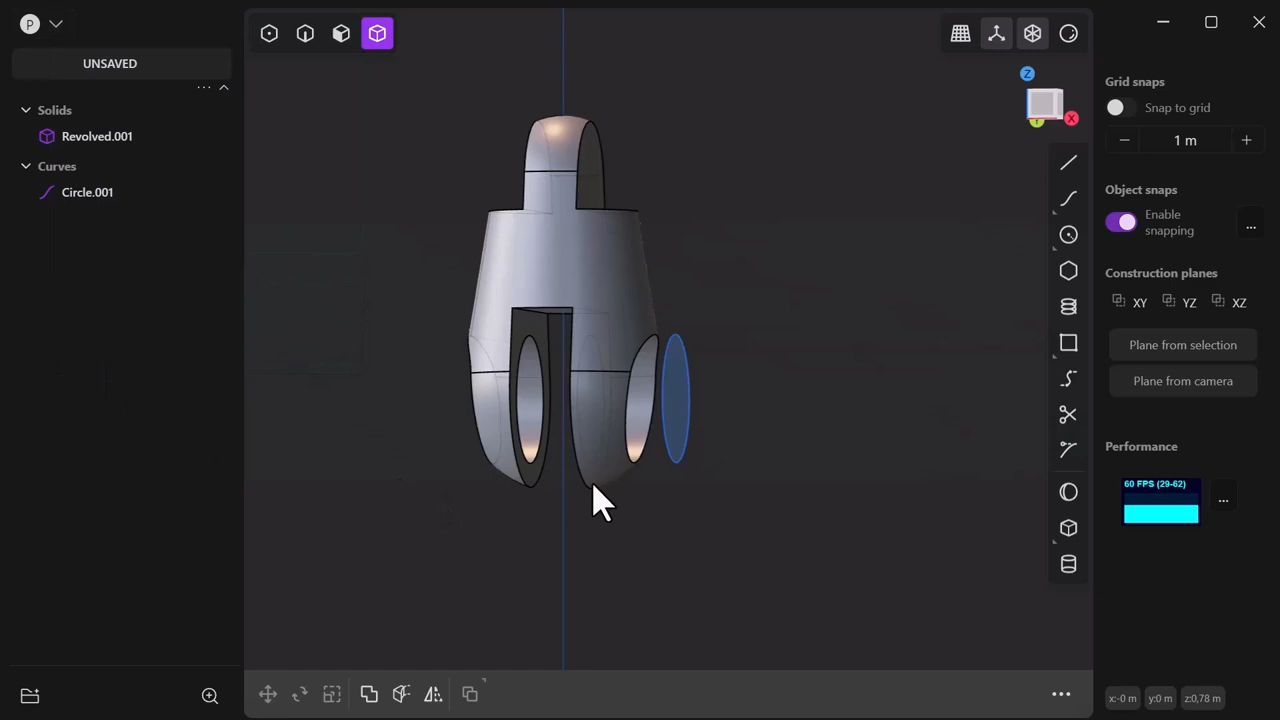 P
UNSAVED
...
Solids
Revolved.001
Curves
Circle.001
Z
X
Y
Grid snaps
Snap to grid
1 m
Object snaps
Enable
snapping
...
Construction planes
XY
YZ
XZ
Plane from selection
Plane from camera
Performance
60 FPS (29-62)
...
x:-0 m
y:0 m
z:0,78 m